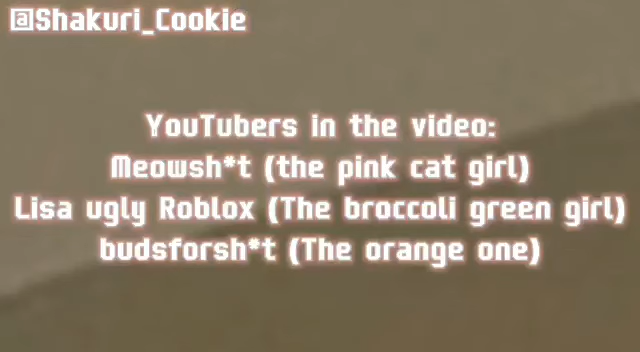 @Shakuri_Cookie
YouTubers in the video:
Meowsh*t (the pink cat girl)
Lisa ugly Roblox (The broccoli green girl)
budsforsh*t (The orange one)